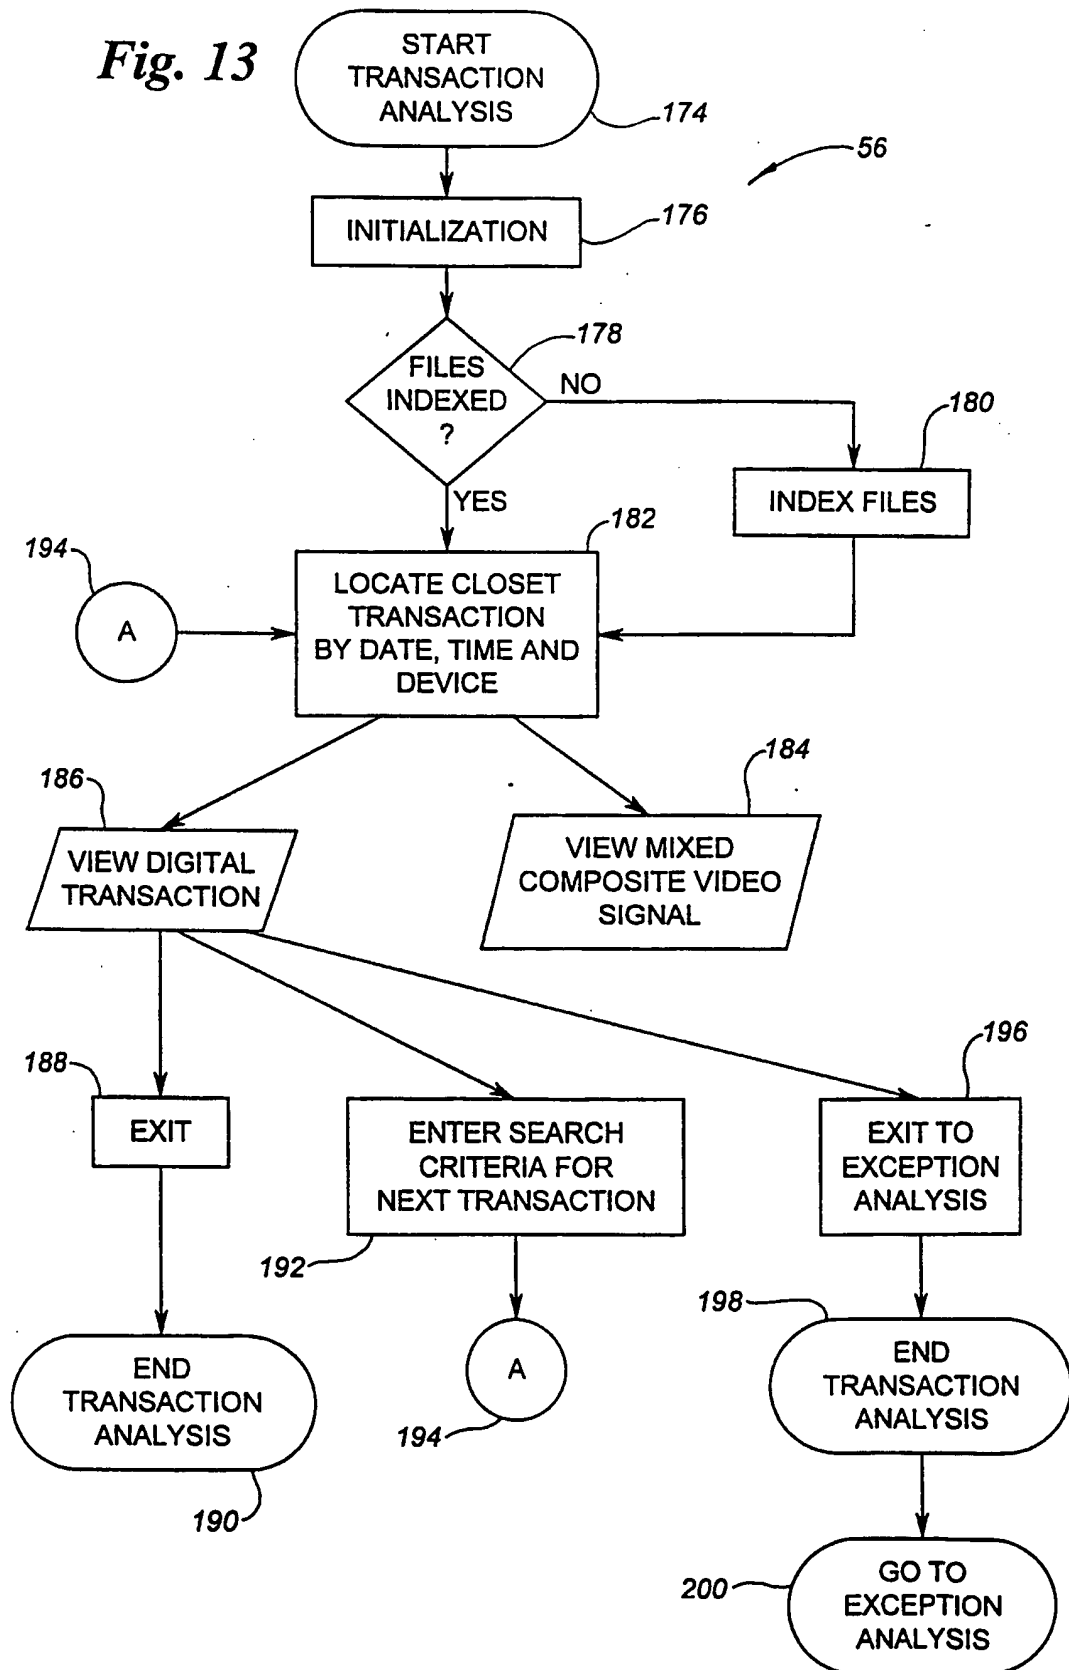 Fig. 13
START
TRANSACTION
ANALYSIS
174
56
INITIALIZATION
176
178
FILES
INDEXED
?
NO
180
INDEX FILES
YES
182
194
A
LOCATE CLOSET
TRANSACTION
BY DATE, TIME AND
DEVICE
184
186
VIEW DIGITAL
TRANSACTION
VIEW MIXED
COMPOSITE VIDEO
SIGNAL
188
196
EXIT
ENTER SEARCH
CRITERIA FOR
NEXT TRANSACTION
EXIT TO
EXCEPTION
ANALYSIS
192
198
END
TRANSACTION
ANALYSIS
190
A
194
END
TRANSACTION
ANALYSIS
200
GO TO
EXCEPTION
ANALYSIS